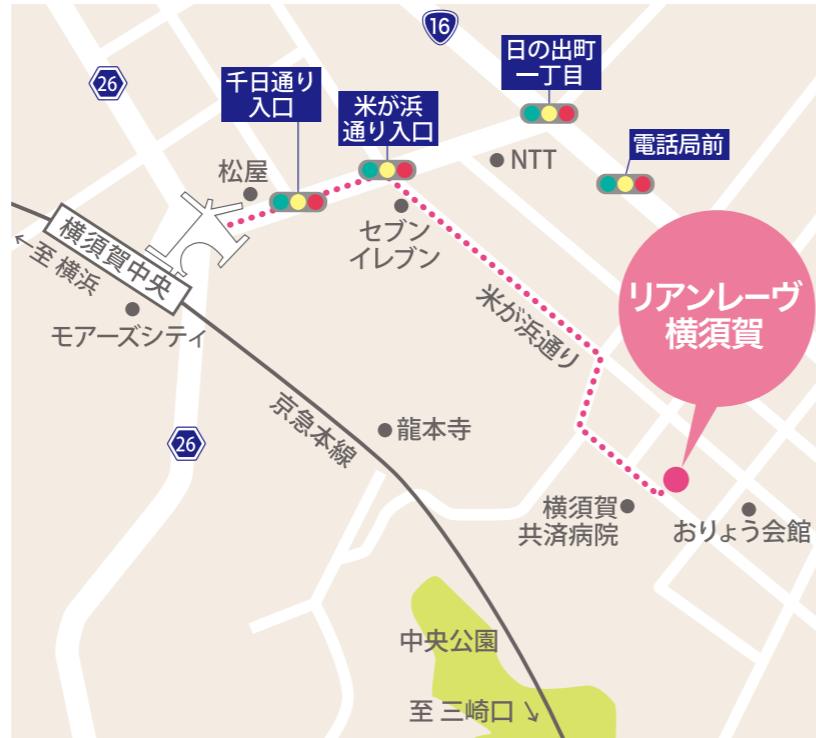 16
日の出町
一丁目
26
千日通り
入口
米が浜
通り入口
電話局前
NTT
松屋
セブン
イレブン
横須賀中央
←至 横浜
モアーズシティ
米が浜通り
リアンレーヴ
横須賀
京急本線
26
龍本寺
横須賀
共済病院
おりょう会館
中央公園
至 三崎口↘